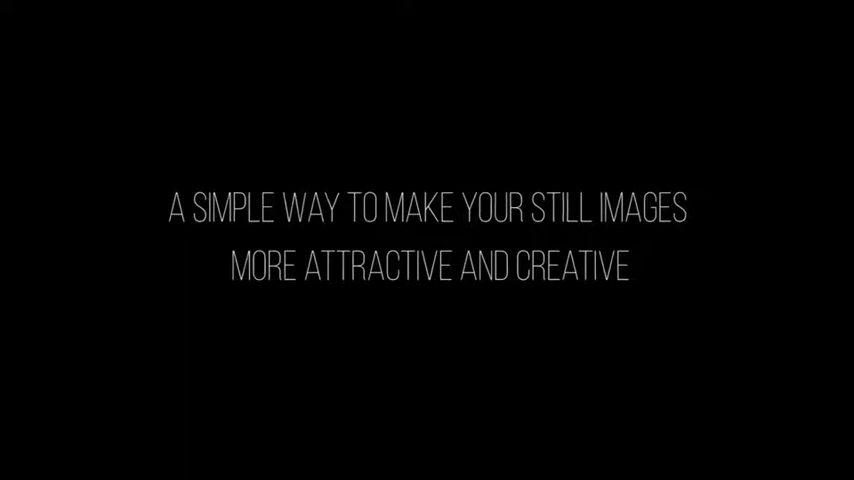 A SIMPLE WAY TO MAKE YOUR STILL IMAGES
MORE ATTRACTIVE AND CREATIVE